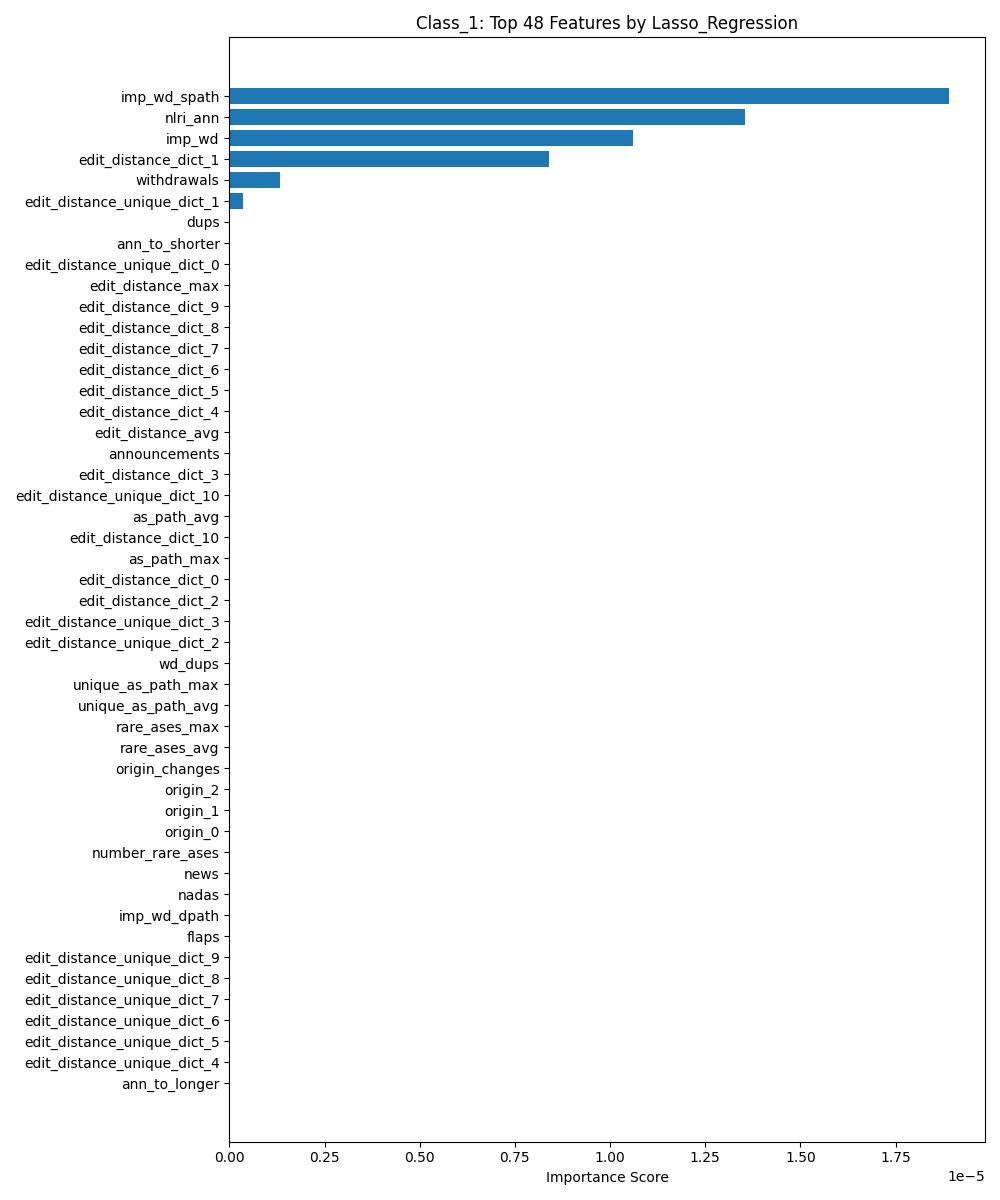 Class_1: Top 48 Features by Lasso_Regression
imp_wd_spath
nlri_ann
imp_wd
edit_distance_dict_1
withdrawals
edit_distance_unique_dict_1
dups
ann_to_shorter
edit_distance_unique_dict_0
edit_distance_max
edit_distance_dict_9
edit_distance_dict_8
edit_distance_dict_7
edit_distance_dict_6
edit_distance_dict_5
edit_distance_dict_4
edit_distance_avg
announcements
edit_distance_dict_3
edit_distance_unique_dict_10
as_path_avg
edit_distance_dict_10
as_path_max
edit_distance_dict_0
edit_distance_dict_2
edit_distance_unique_dict_3
edit_distance_unique_dict_2
wd_dups
unique_as_path_max
unique_as_path_avg
rare_ases_max
rare_ases_avg
origin_changes
origin_2
origin_1
origin_0
number_rare_ases
news
nadas
imp_wd_dpath
flaps
edit_distance_unique_dict_9
edit_distance_unique_dict_8
edit_distance_unique_dict_7
edit_distance_unique_dict_6
edit_distance_unique_dict_5
edit_distance_unique_dict_4
ann_to_longer
0.00 0.25 0.50 0.75 1.00 1.25 1.50 1.75
1e−5
Importance Score